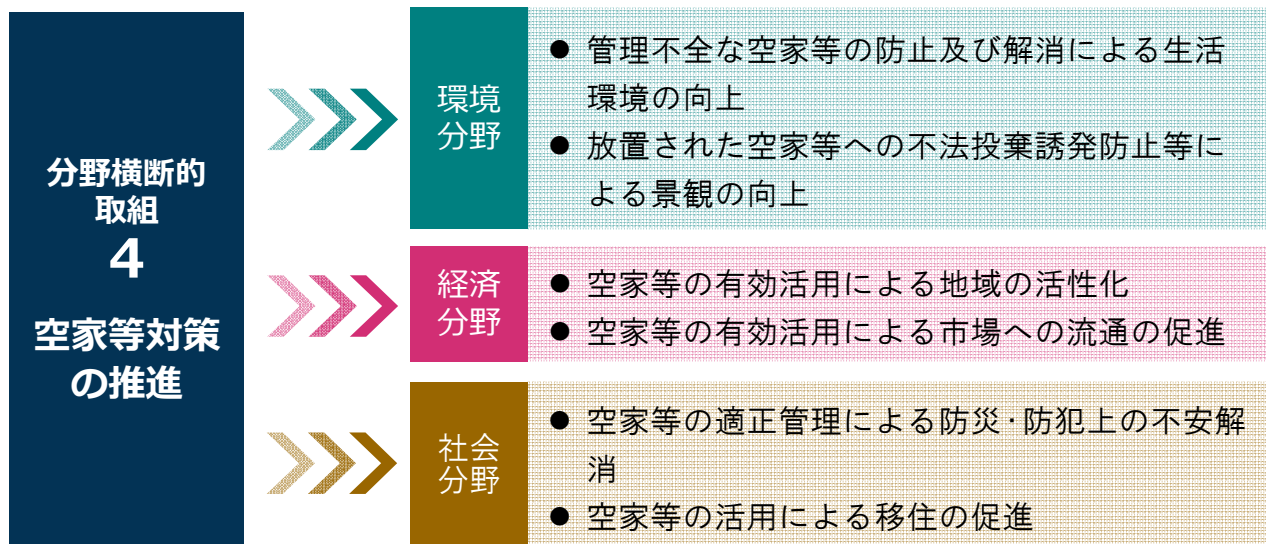 分野横断的
取組
4
空家等対策
の推進
環境
分野
● 管理不全な空家等の防止及び解消による生活
環境の向上
● 放置された空家等への不法投棄誘発防止等に
よる景観の向上
経済
分野
● 空家等の有効活用による地域の活性化
● 空家等の有効活用による市場への流通の促進
社会
分野
● 空家等の適正管理による防災･防犯上の不安解
消
● 空家等の活用による移住の促進